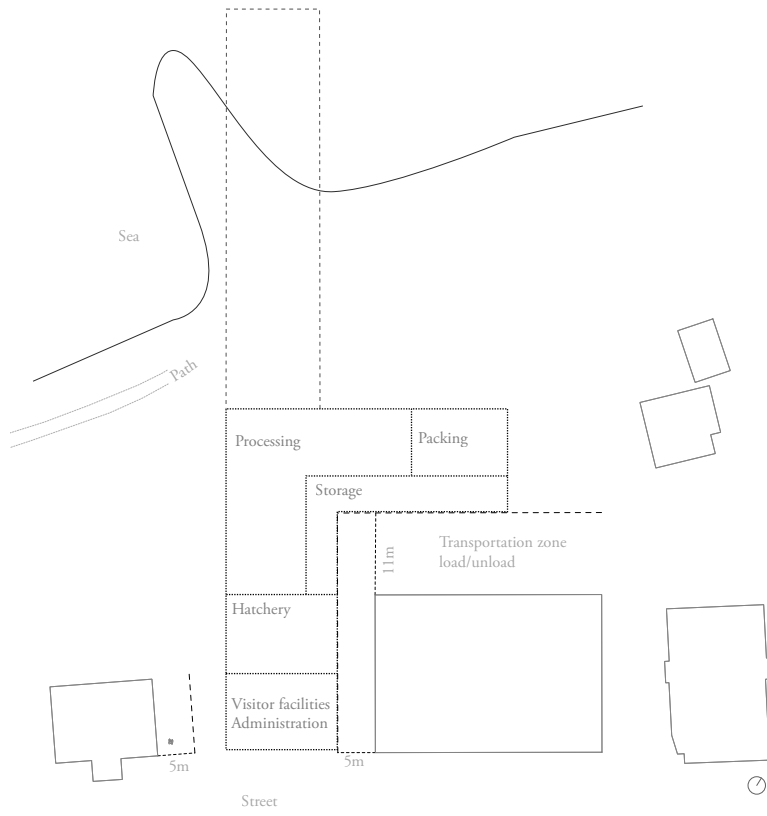 Sea
Path
Processing
Packing
Storage
Transportation zone
load/unload
11m
Hatchery
Visitor facilities
Administration
5m
5m
Street